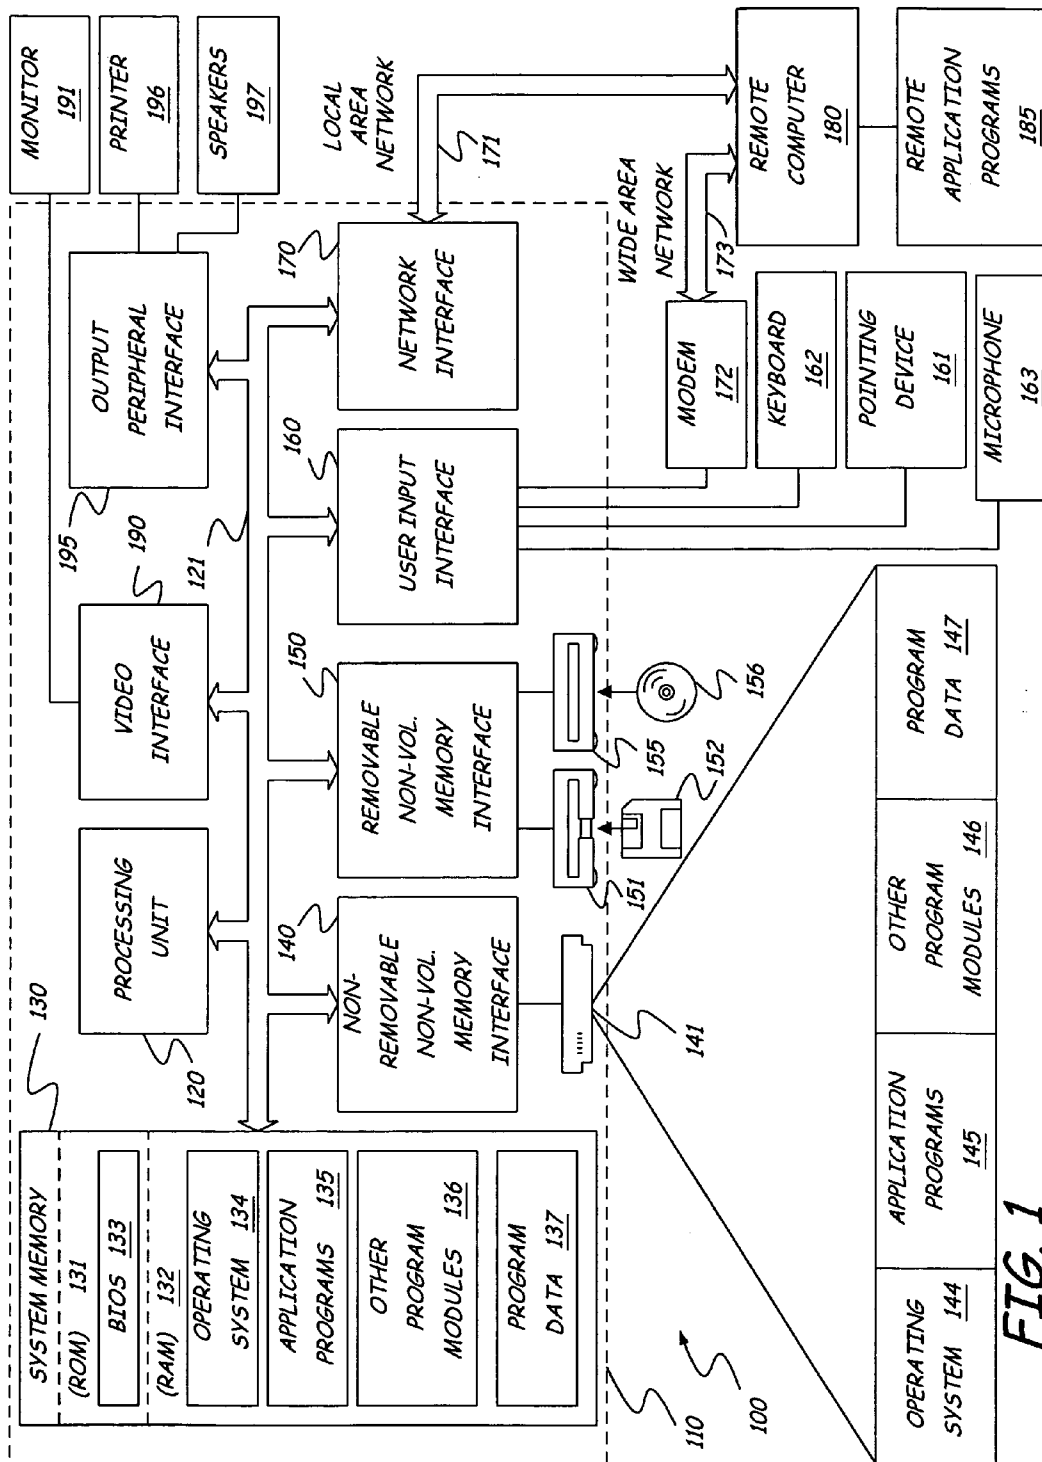 SYSTEM MEMORY
(ROM) 131
BIOS 133
(RAM) 132
OPERATING
SYSTEM 134
APPLICATION
PROGRAMS 135
OTHER
PROGRAM
MODULES 136
PROGRAM
DATA 137
130
PROCESSING
UNIT
120
VIDEO
INTERFACE
190
121
OUTPUT
PERIPHERAL
INTERFACE
195
MONITOR
191
PRINTER
196
SPEAKERS
197
NON-
REMOVABLE
NON-VOL.
MEMORY
INTERFACE
140
REMOVABLE
NON-VOL.
MEMORY
INTERFACE
150
USER INPUT
INTERFACE
160
NETWORK
INTERFACE
170
LOCAL
AREA
NETWORK
171
141
151
152
155
156
WIDE AREA
NETWORK
173
MODEM
172
KEYBOARD
162
POINTING
DEVICE
161
MICROPHONE
163
REMOTE
COMPUTER
180
REMOTE
APPLICATION
PROGRAMS
185
110
100
OPERATING
SYSTEM 144
APPLICATION
PROGRAMS
145
OTHER
PROGRAM
MODULES 146
PROGRAM
DATA 147
FIG. 1